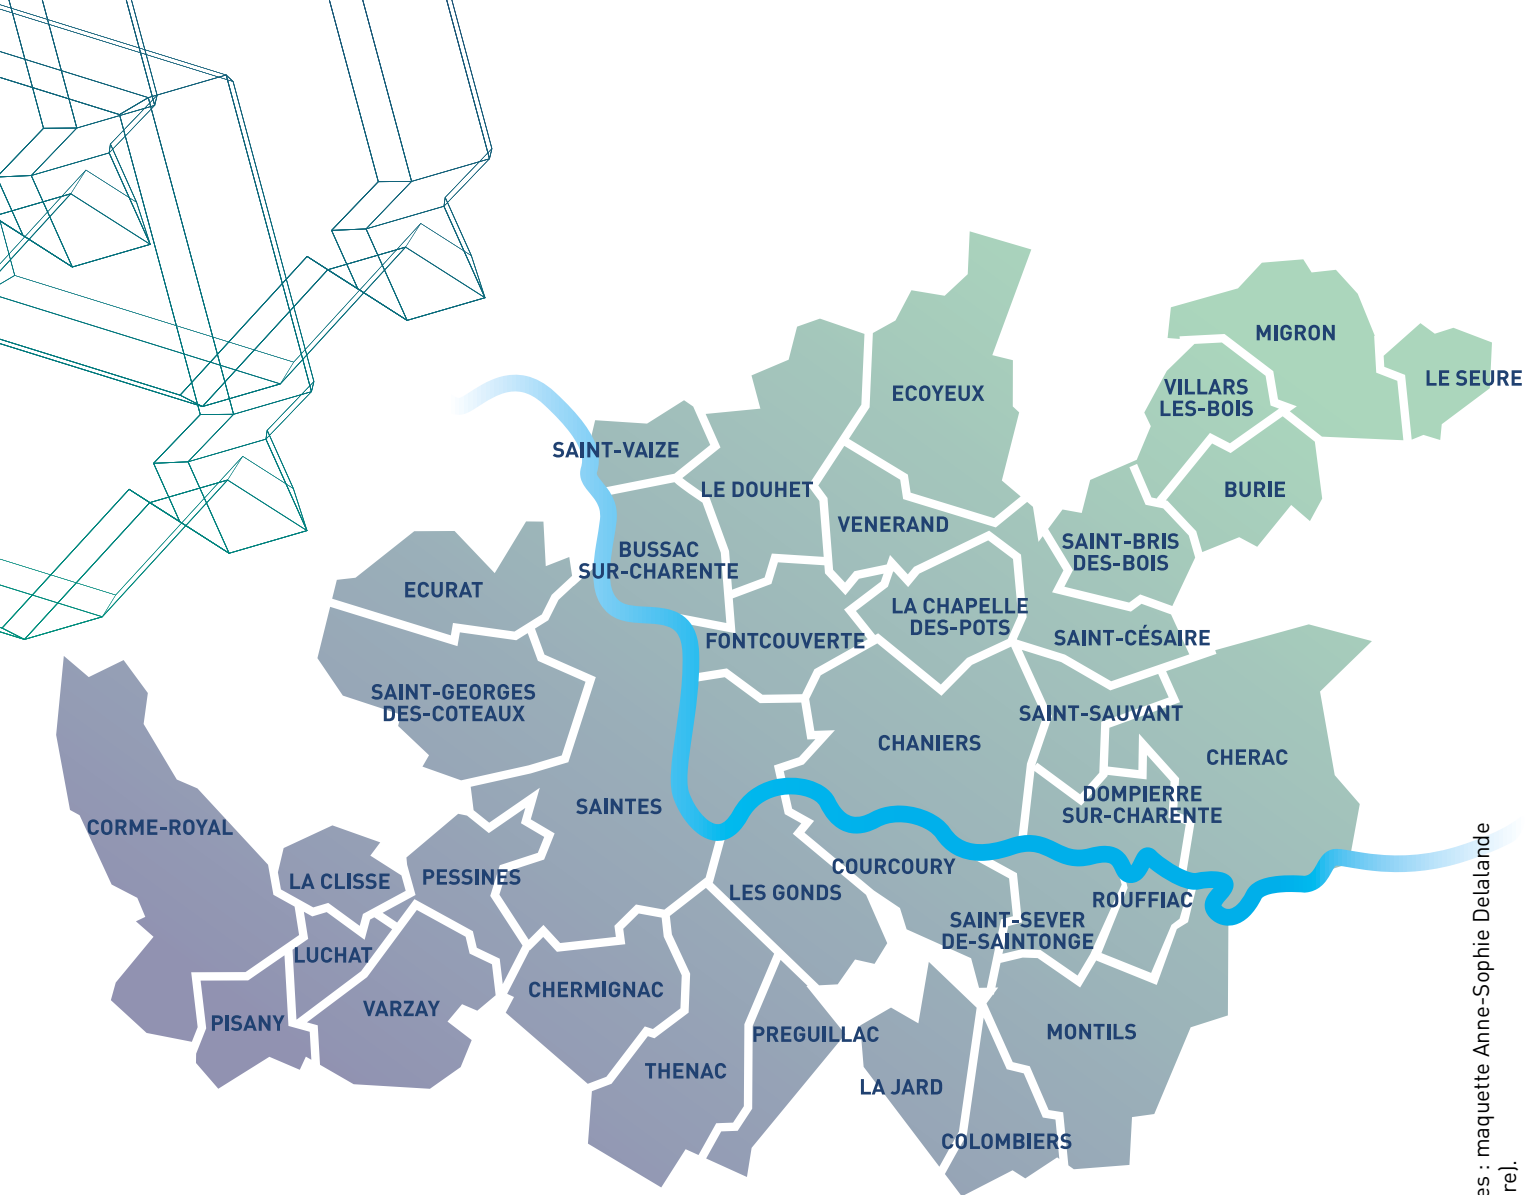 MIGRON
LE SEURE
VILLARS
LES-BOIS
ECOYEUX
SAINT-VAIZE
LE DOUHET
BURIE
VENERAND
SAINT-BRIS
DES-BOIS
BUSSAC
SUR-CHARENTE
ECURAT
LA CHAPELLE
DES-POTS
FONTCOUVERTE
SAINT-CÉSAIRE
SAINT-GEORGES
DES-COTEAUX
SAINT-SAUVANT
CHANIERS
CHERAC
DOMPIERRE
SUR-CHARENTE
SAINTES
CORME-ROYAL
COURCOURY
LA CLISSE
PESSINES
LES GONDS
ROUFFIAC
SAINT-SEVER
DE-SAINTONGE
LUCHAT
CHERMIGNAC
VARZAY
PISANY
PREGUILLAC
MONTILS
THENAC
LA JARD
COLOMBIERS
es : maquette Anne-Sophie Delalande
re).